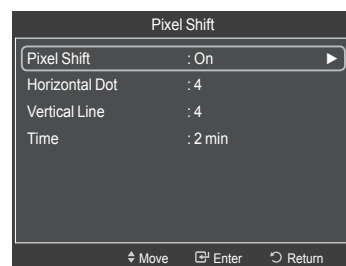 Pixel Shift
Pixel Shift : On ►
Horizontal Dot : 4
Vertical Line : 4
Time : 2 min
Move Enter Return